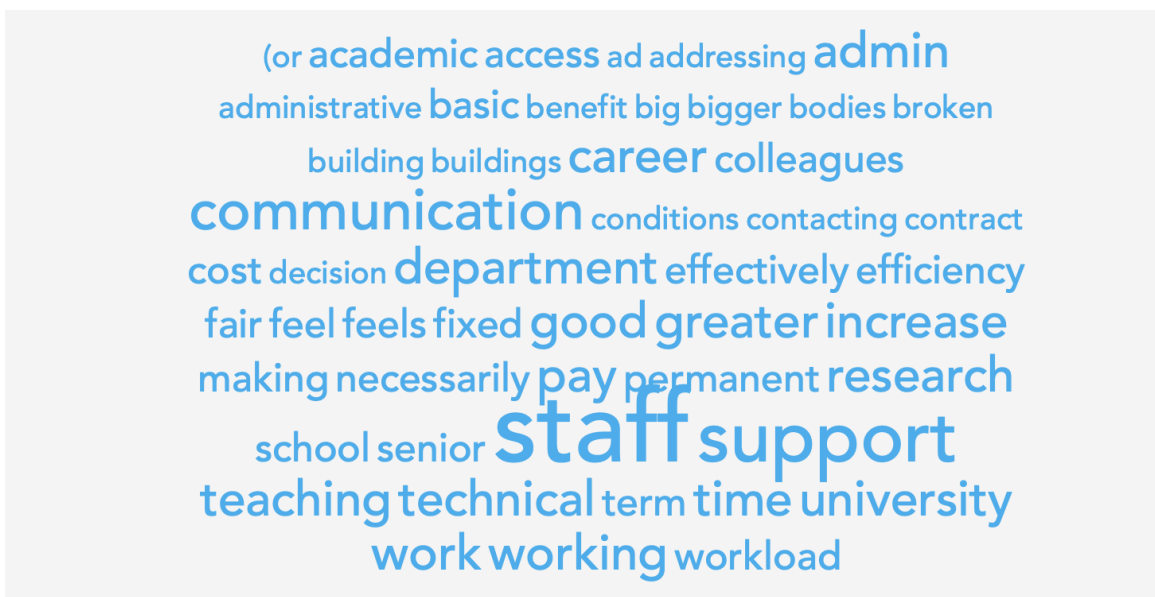 (or academic access ad addressing admin
administrative basic benefit big bigger bodies broken
building buildings career colleagues
communication conditions contacting contract
cost decision department effectively efficiency
fair feel feels fixed good greater increase
making necessarily pay permanent research
school senior staff support
teaching technical term time university
work working workload